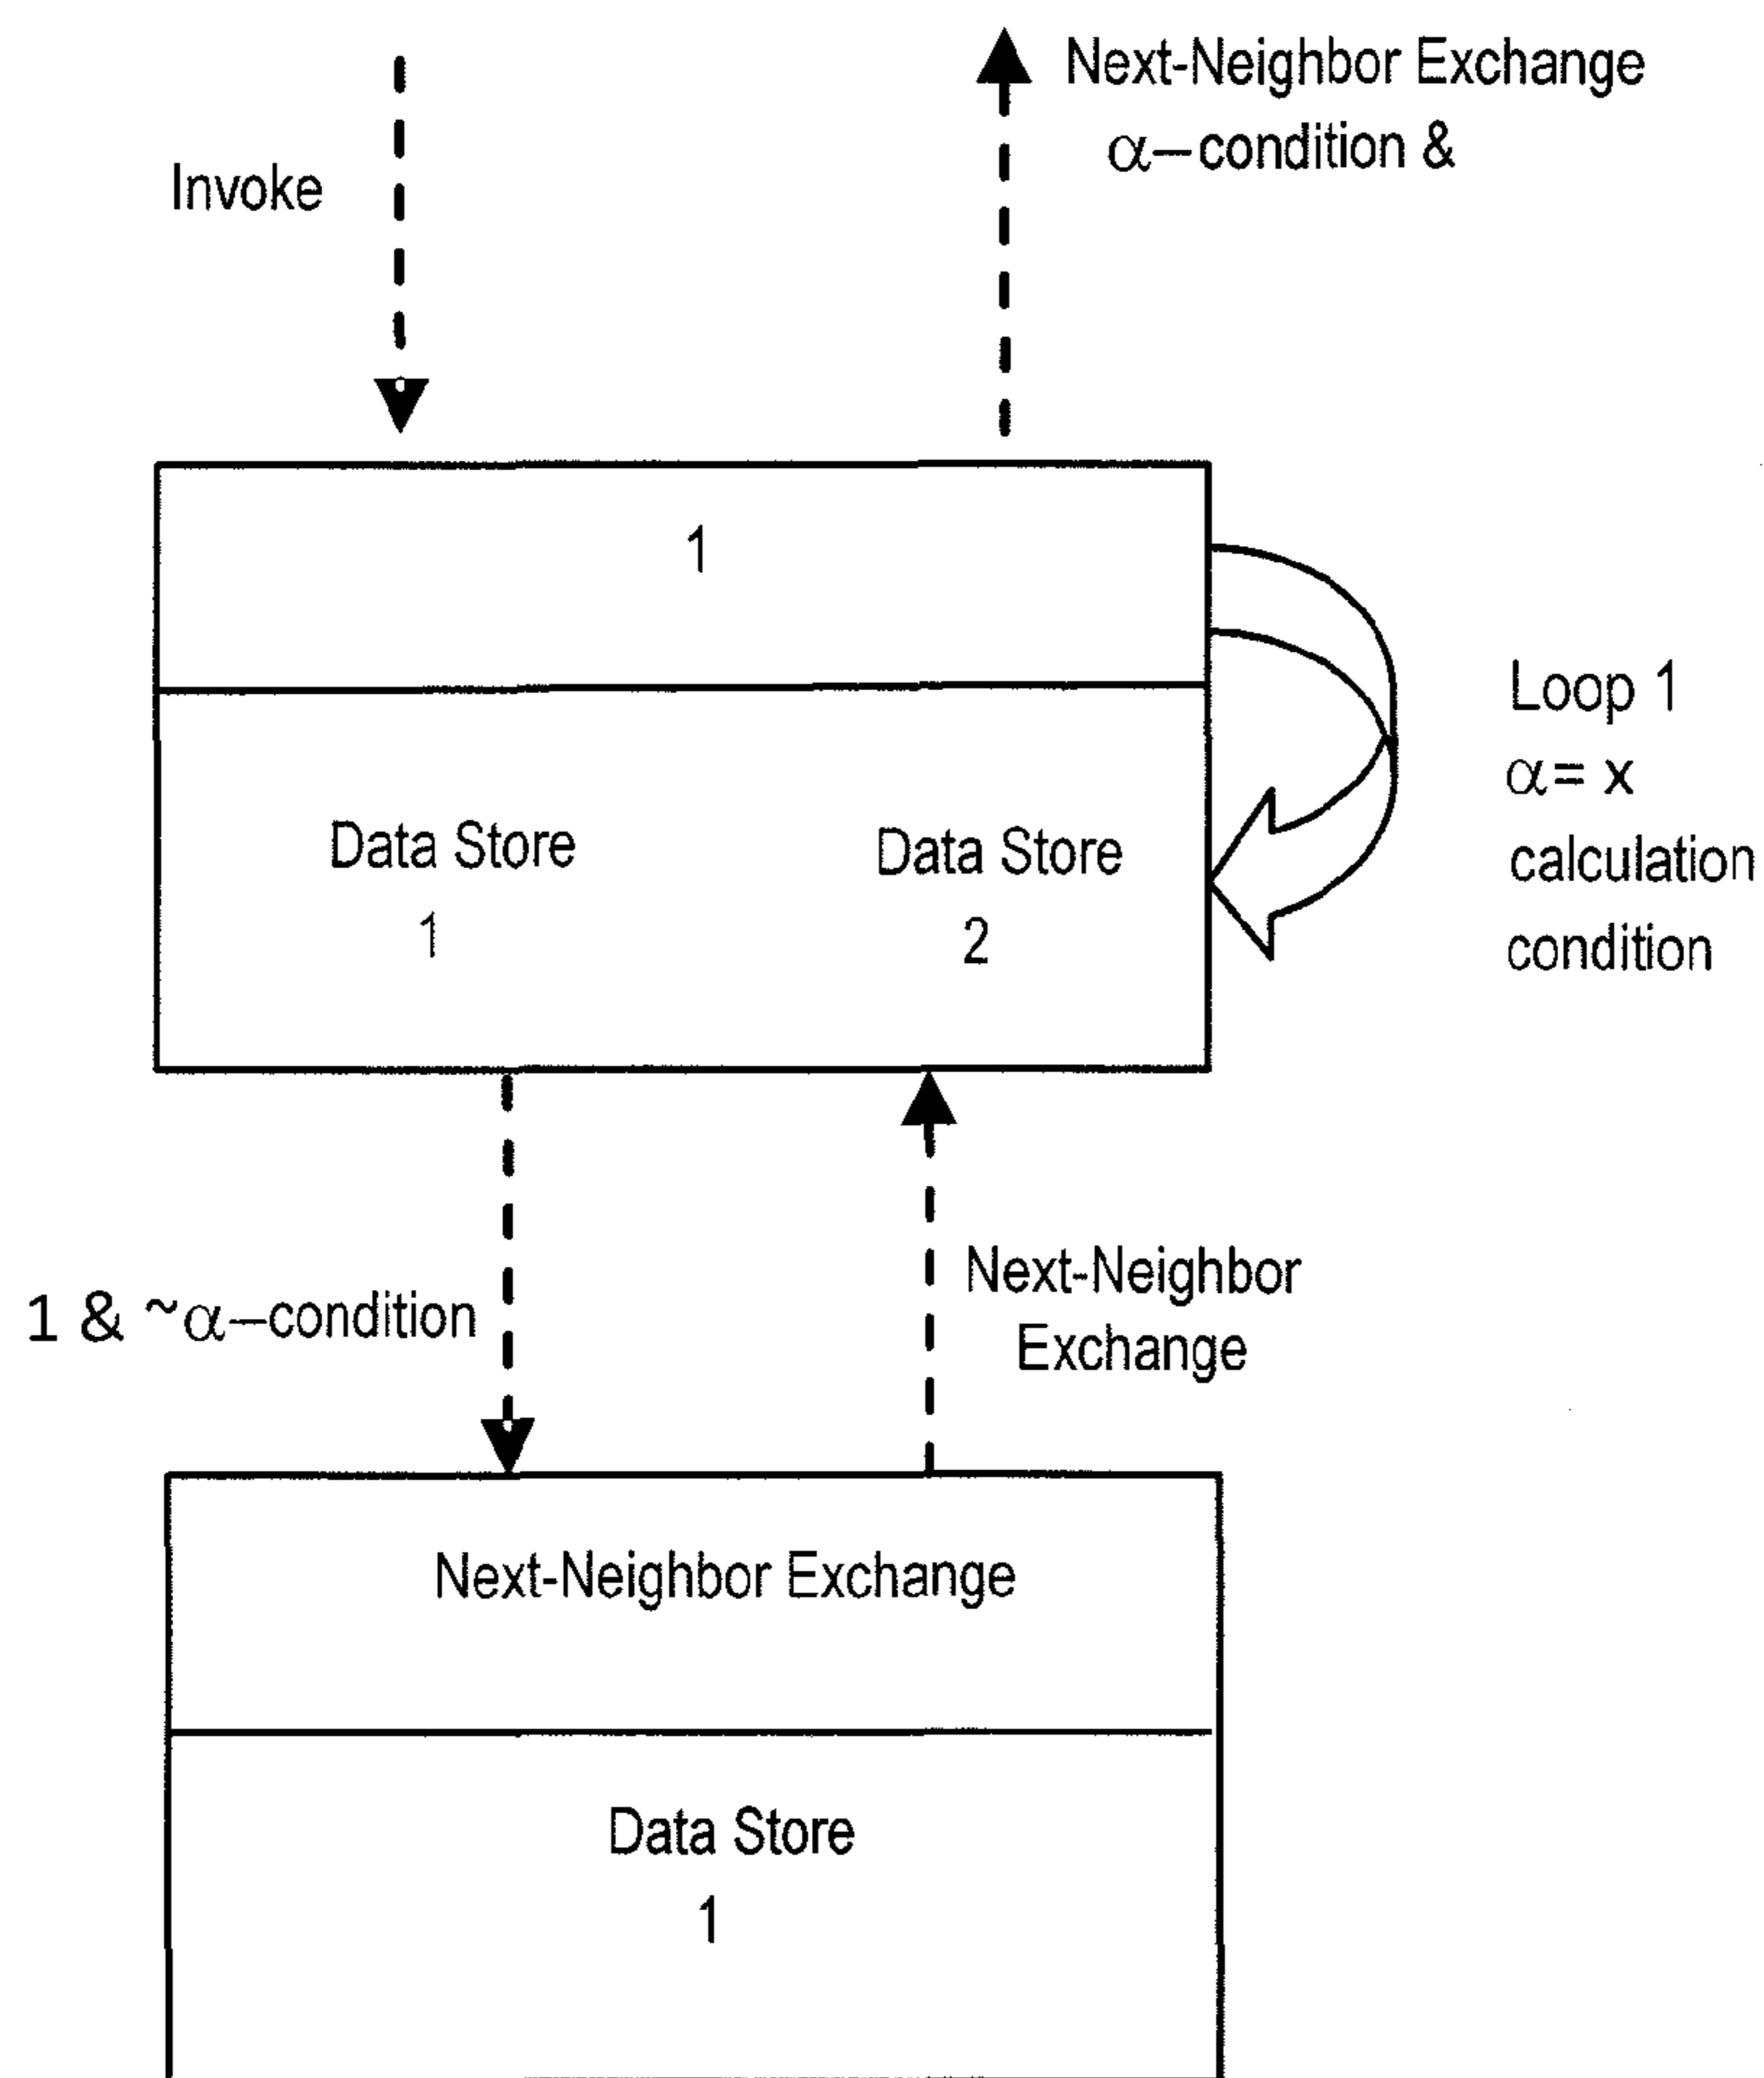 Next-Neighbor Exchange
α–condition &
Invoke
1
Loop 1
α= x
calculation
condition
Data Store
1
Data Store
2
1 & ~α–condition
Next-Neighbor
Exchange
Next-Neighbor Exchange
Data Store
1